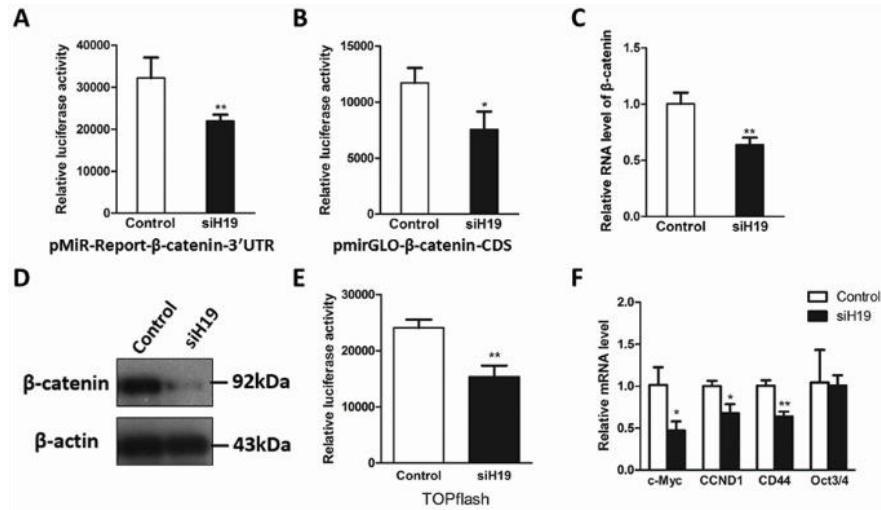 A
Relative luciferase activity
40000
30000
20000
10000
0
**
Control siH19
pMiR-Report-β-catenin-3′UTR
B
Relative luciferase activity
15000
10000
5000
0
*
Control siH19
pmirGLO-β-catenin-CDS
C
Relative RNA level of β-catenin
1.5
1.0
0.5
0.0
**
Control siH19
D
Control siH19
β-catenin 92kDa
β-actin 43kDa
E
Relative luciferase activity
30000
20000
10000
0
**
Control siH19
TOPflash
F
Control
siH19
Relative mRNA level
2.0
1.5
1.0
0.5
0.0
* * **
c-Myc CCND1 CD44 Oct3/4